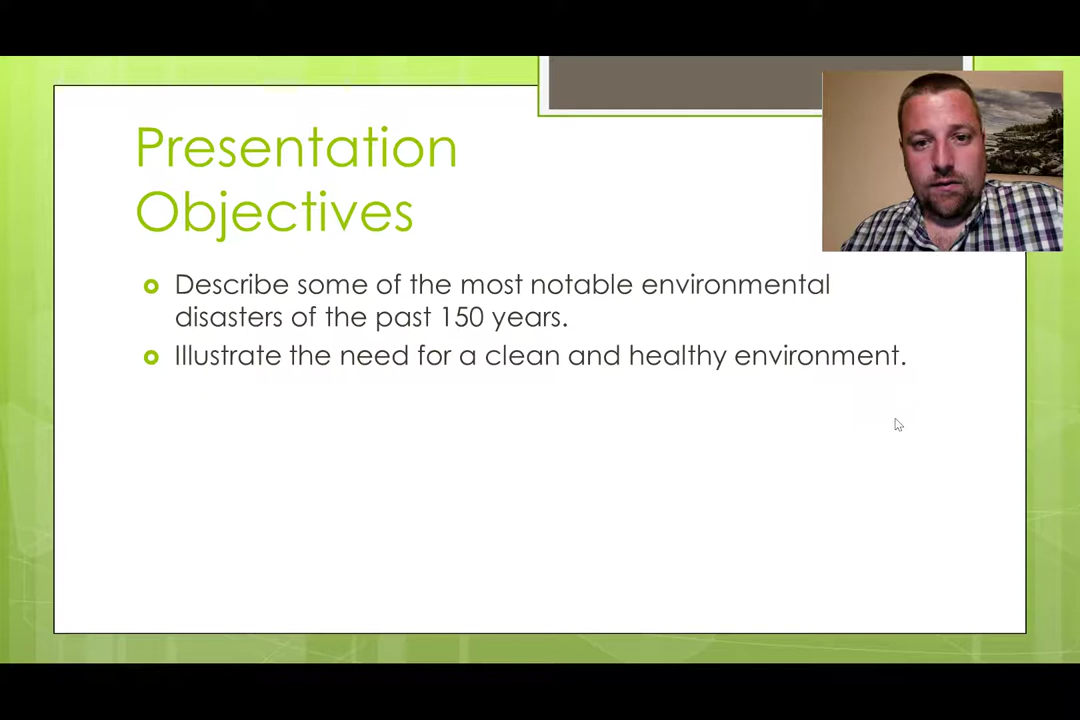 Presentation
Objectives
Describe some of the most notable environmental
disasters of the past 150 years.
Illustrate the need for a clean and healthy environment.